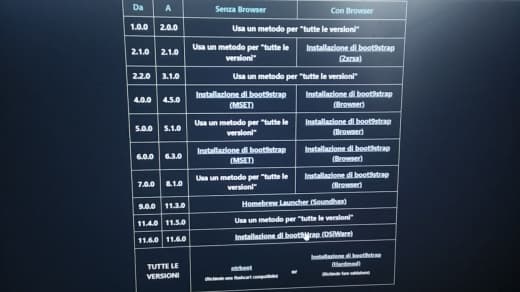 Da A Senza Browser Con Browser
1.0.0 2.0.0 Usa un metodo per "tutte le versioni"
2.1.0 2.1.0 Usa un metodo per "tutte le versioni" Installazione di boot9strap (2xrsa)
2.2.0 3.1.0 Usa un metodo per "tutte le versioni"
4.0.0 4.5.0 Installazione di boot9strap (MSET) Installazione di boot9strap (Browser)
5.0.0 5.1.0 Usa un metodo per "tutte le versioni" Installazione di boot9strap (Browser)
6.0.0 6.3.0 Installazione di boot9strap (MSET) Installazione di boot9strap (Browser)
7.0.0 8.1.0 Usa un metodo per "tutte le versioni" Installazione di boot9strap (Browser)
9.0.0 11.3.0 Homebrew Launcher (Soundhax)
11.4.0 11.5.0 Usa un metodo per "tutte le versioni"
11.6.0 11.6.0 Installazione di boot9strap (DSiWare)
TUTTE LE VERSIONI ntrboot (Richiede una flashcart compatibile) or Installazione di boot9strap (Hardmod) (Richiede fare saldature)